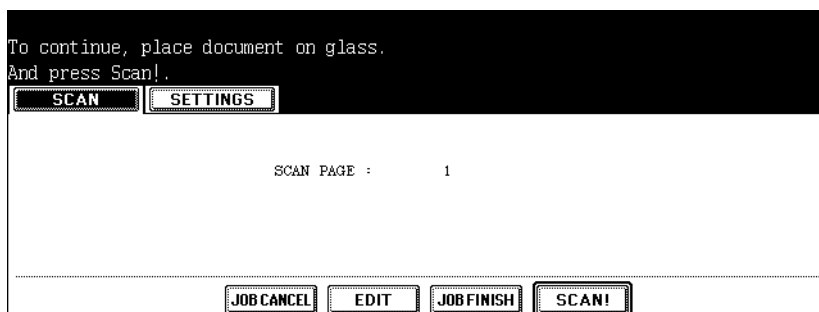 To continue, place document on glass.
And press Scan!.
SCAN SETTINGS
SCAN PAGE : 1
JOB CANCEL EDIT JOB FINISH SCAN!